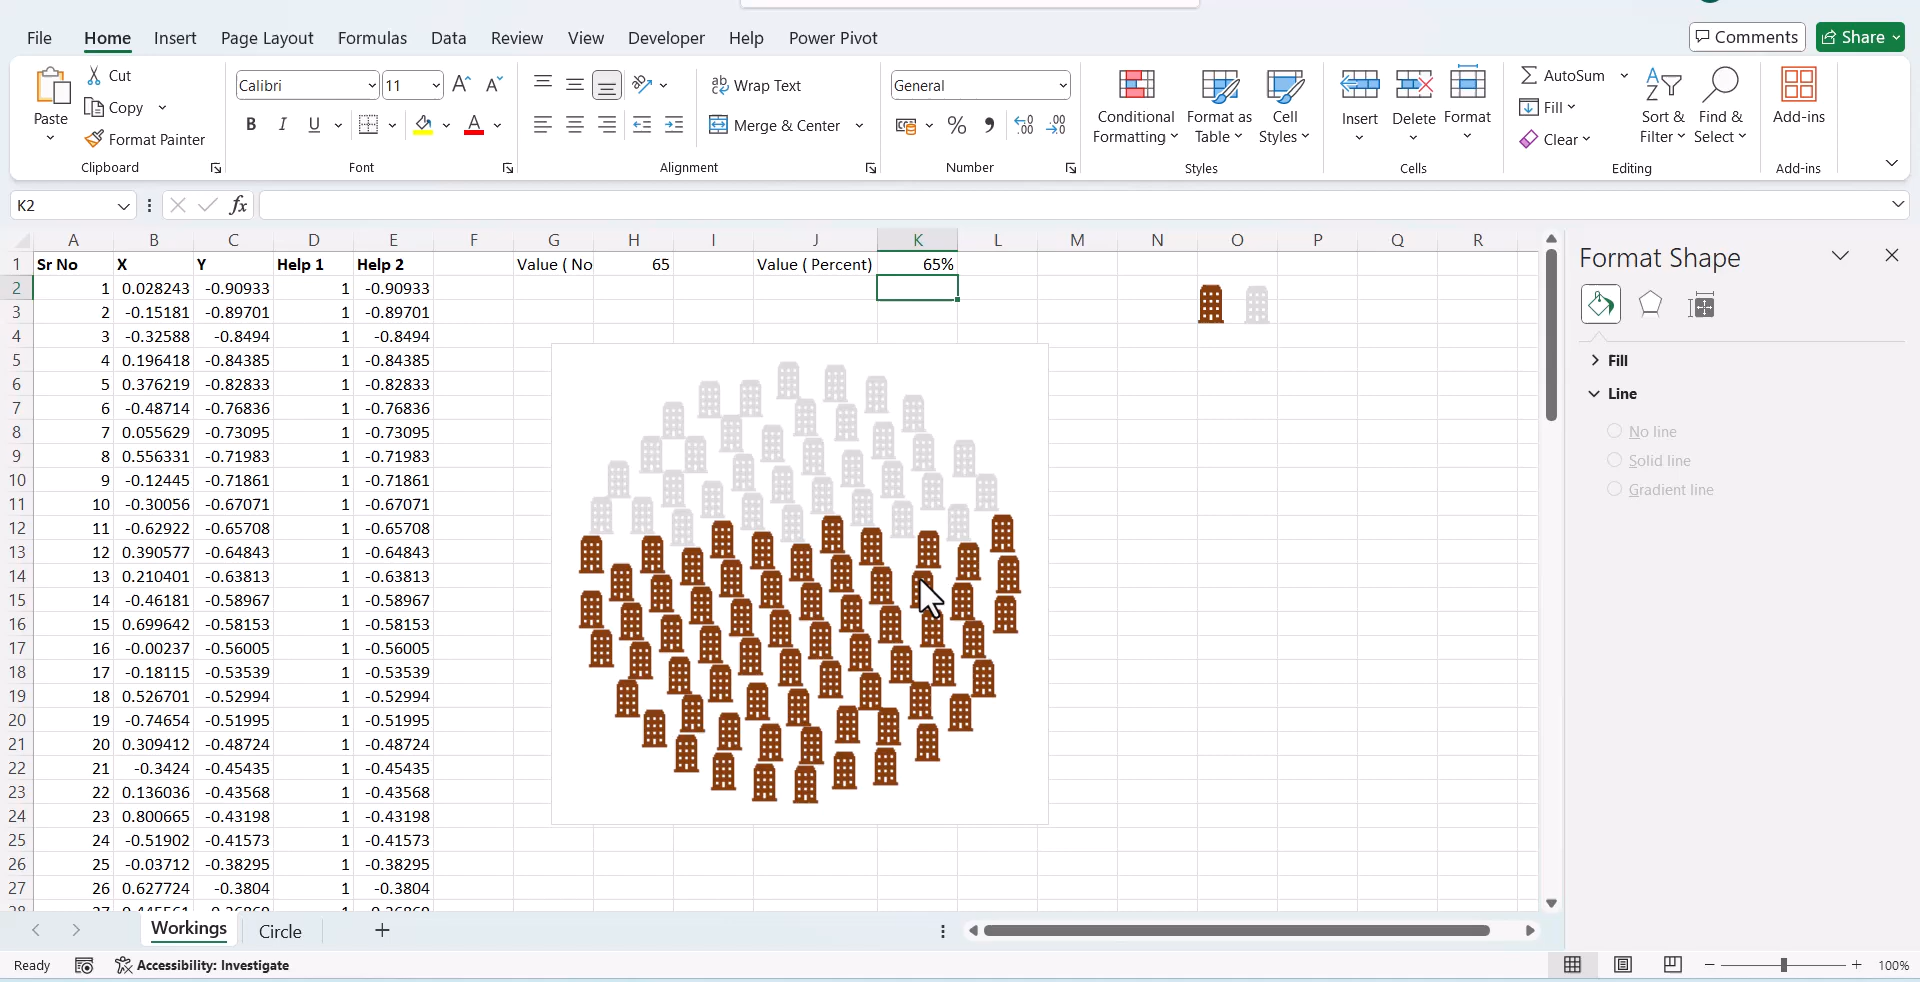 File Home Insert Page Layout Formulas Data Review View Developer Help Power Pivot Comments Share
Paste Cut Copy Format Painter Clipboard
Calibri 11 A A B I U A Font
ab Wrap Text Merge & Center Alignment
General % Number
Conditional Formatting Format as Table Cell Styles Styles
Insert Delete Format Cells
AutoSum Fill Clear Sort & Filter Find & Select Editing
Add-ins Add-ins
K2 fx
A B C D E F G H I J K L M N O P Q R
1 Sr No X Y Help 1 Help 2 Value ( No 65 Value ( Percent) 65%
2 1 0.028243 -0.90933 1 -0.90933
3 2 -0.15181 -0.89701 1 -0.89701
4 3 -0.32588 -0.8494 1 -0.8494
5 4 0.196418 -0.84385 1 -0.84385
6 5 0.376219 -0.82833 1 -0.82833
7 6 -0.48714 -0.76836 1 -0.76836
8 7 0.055629 -0.73095 1 -0.73095
9 8 0.556331 -0.71983 1 -0.71983
10 9 -0.12445 -0.71861 1 -0.71861
11 10 -0.30056 -0.67071 1 -0.67071
12 11 -0.62922 -0.65708 1 -0.65708
13 12 0.390577 -0.64843 1 -0.64843
14 13 0.210401 -0.63813 1 -0.63813
15 14 -0.46181 -0.58967 1 -0.58967
16 15 0.699642 -0.58153 1 -0.58153
17 16 -0.00237 -0.56005 1 -0.56005
18 17 -0.18115 -0.53539 1 -0.53539
19 18 0.526701 -0.52994 1 -0.52994
20 19 -0.74654 -0.51995 1 -0.51995
21 20 0.309412 -0.48724 1 -0.48724
22 21 -0.3424 -0.45435 1 -0.45435
23 22 0.136036 -0.43568 1 -0.43568
24 23 0.800665 -0.43198 1 -0.43198
25 24 -0.51902 -0.41573 1 -0.41573
26 25 -0.03712 -0.38295 1 -0.38295
27 26 0.627724 -0.3804 1 -0.3804
Format Shape
Fill
Line
No line
Solid line
Gradient line
Workings Circle
Ready Accessibility: Investigate 100%